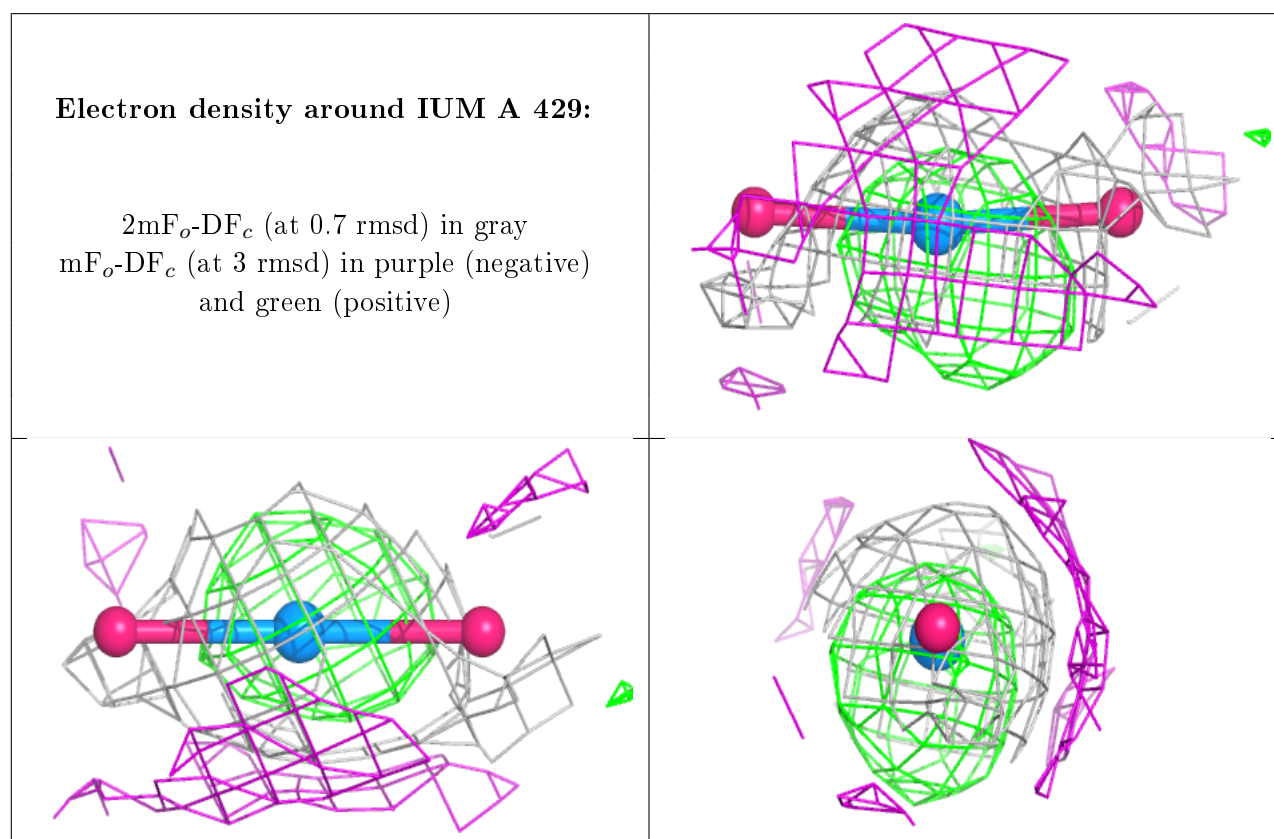 Electron density around IUM A 429:
2mFo-DFc (at 0.7 rmsd) in gray
mFo-DFc (at 3 rmsd) in purple (negative)
and green (positive)